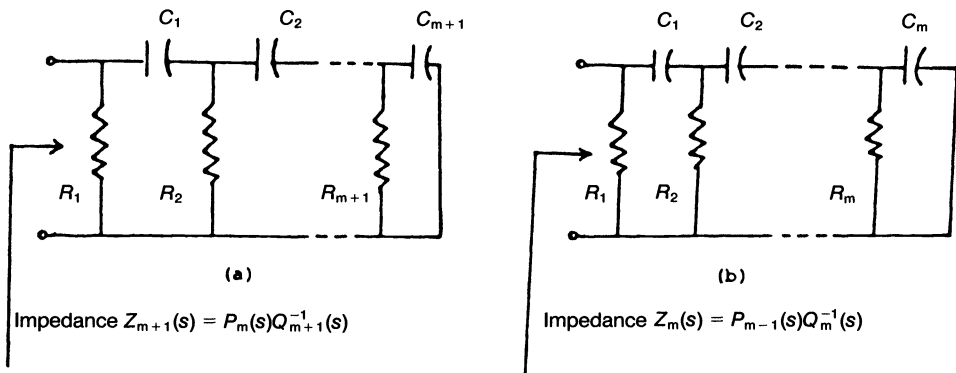 C₁ C₂ Cₘ₊₁
R₁ R₂ Rₘ₊₁
(a)
Impedance Zₘ₊₁(s) = Pₘ(s)Q⁻¹ₘ₊₁(s)
C₁ C₂ Cₘ
R₁ R₂ Rₘ
(b)
Impedance Zₘ(s) = Pₘ₋₁(s)Q⁻¹ₘ(s)